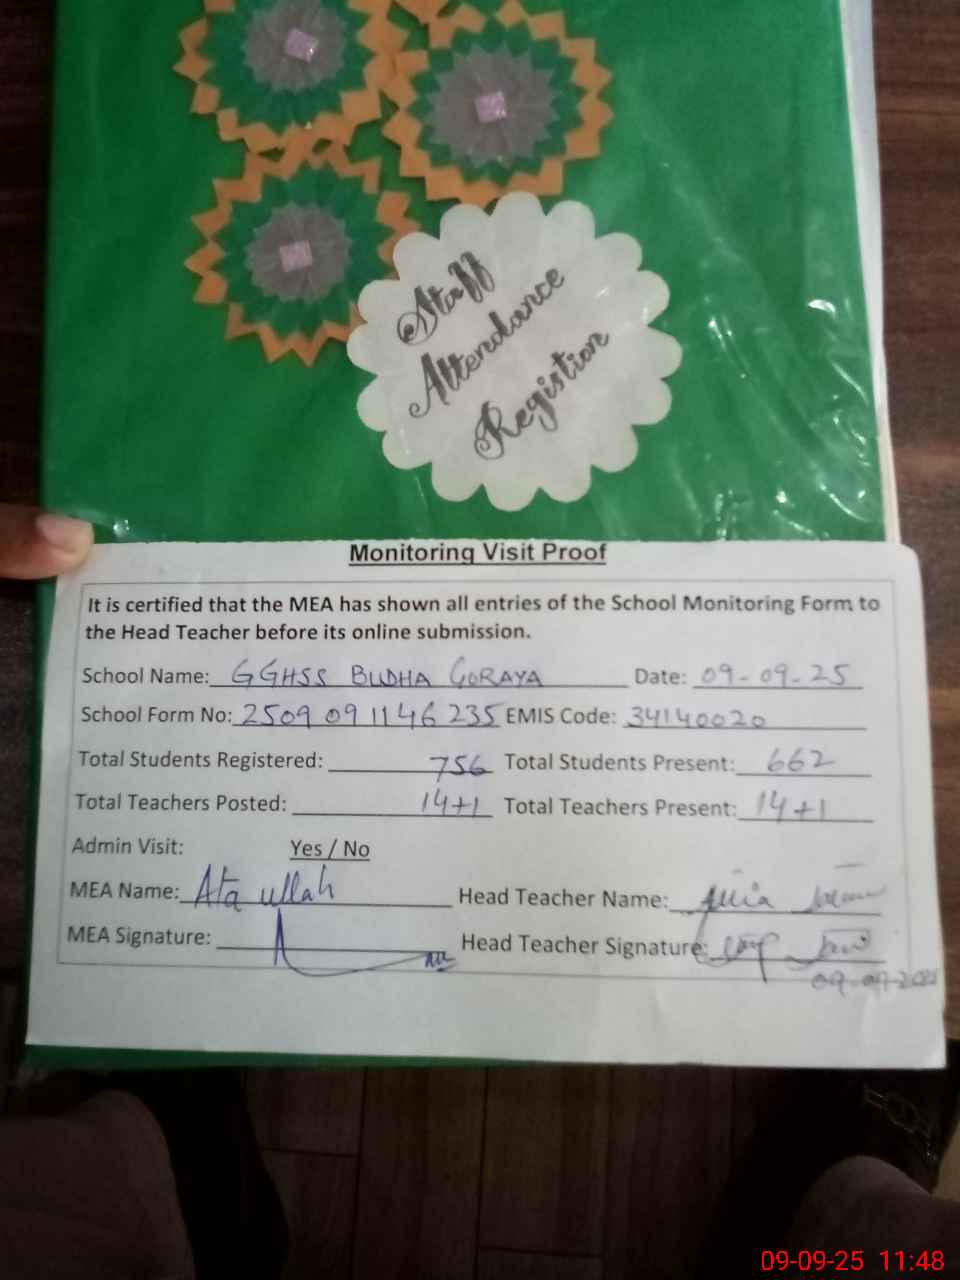 Staff
Attendance
Registion
Monitoring Visit Proof
It is certified that the MEA has shown all entries of the School Monitoring Form to
the Head Teacher before its online submission.
School Name: GGHSS BUDHA GORAYA Date: 09-09-25
School Form No: 2509091146235 EMIS Code: 34140020
Total Students Registered: 756 Total Students Present: 662
Total Teachers Posted: 14+1 Total Teachers Present: 14+1
Admin Visit: Yes / No
MEA Name: Ata ullah Head Teacher Name:
MEA Signature: Head Teacher Signature:
09-09-2025
09-09-25 11:48